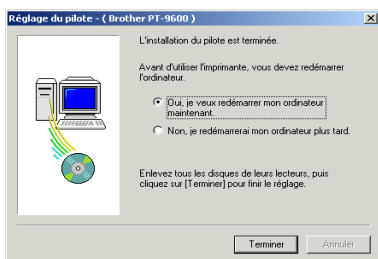 Réglage du pilote - ( Brother PT-9600 )
L'installation du pilote est terminée.
Avant d'utiliser l'imprimante, vous devez redémarrer
l'ordinateur.
Oui, je veux redémarrer mon ordinateur
maintenant.
Non, je redémarrerai mon ordinateur plus tard.
Enlevez tous les disques de leurs lecteurs, puis
cliquez sur [Terminer] pour finir le réglage.
Terminer
Annuler